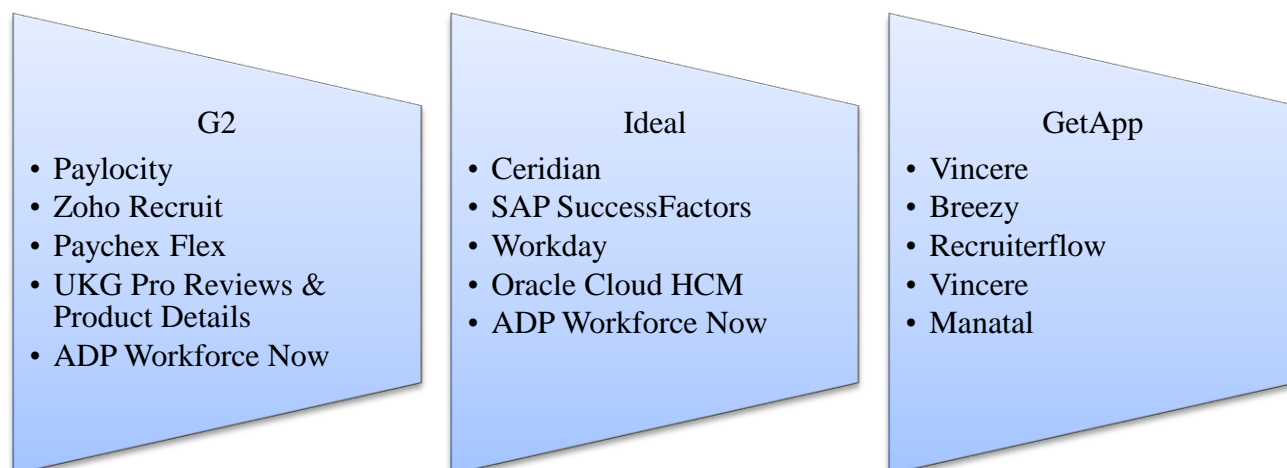 G2
• Paylocity
• Zoho Recruit
• Paychex Flex
• UKG Pro Reviews &
Product Details
• ADP Workforce Now
Ideal
• Ceridian
• SAP SuccessFactors
• Workday
• Oracle Cloud HCM
• ADP Workforce Now
GetApp
• Vincere
• Breezy
• Recruiterflow
• Vincere
• Manatal